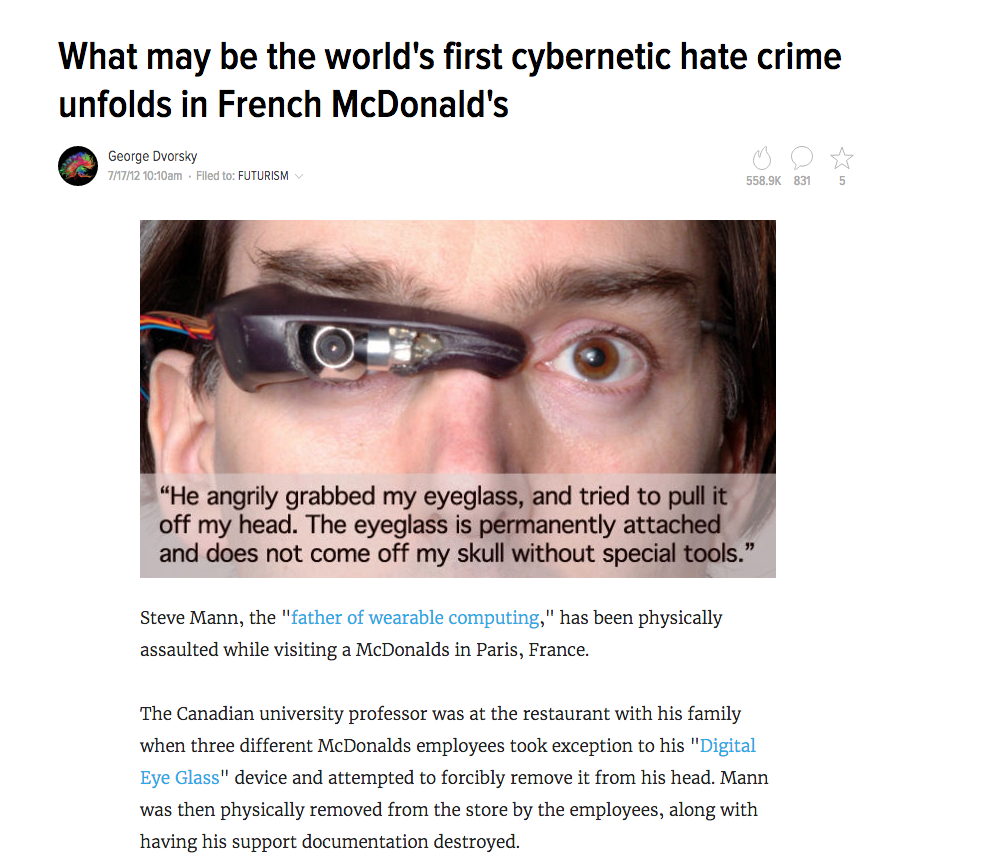 What may be the world's first cybernetic hate crime
unfolds in French McDonald's
George Dvorsky
7/17/12 10:10am · Filed to: FUTURISM
558.9K 831 5
“He angrily grabbed my eyeglass, and tried to pull it
off my head. The eyeglass is permanently attached
and does not come off my skull without special tools.”
Steve Mann, the "father of wearable computing," has been physically
assaulted while visiting a McDonalds in Paris, France.
The Canadian university professor was at the restaurant with his family
when three different McDonalds employees took exception to his "Digital
Eye Glass" device and attempted to forcibly remove it from his head. Mann
was then physically removed from the store by the employees, along with
having his support documentation destroyed.